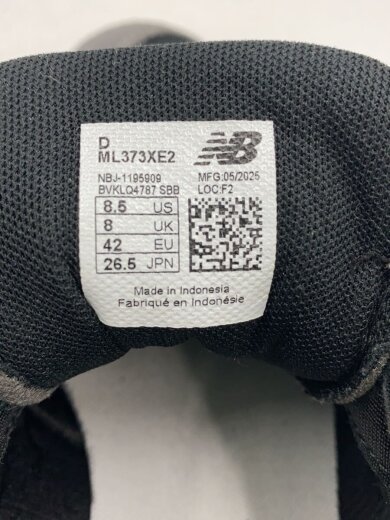 D
ML373XE2
NB
NBJ-1195909
BVKLQ4787 SBB
MFG:05/2025
LOC:F2
8.5 US
8 UK
42 EU
26.5 JPN
Made in Indonesia
Fabriqué en Indonésie